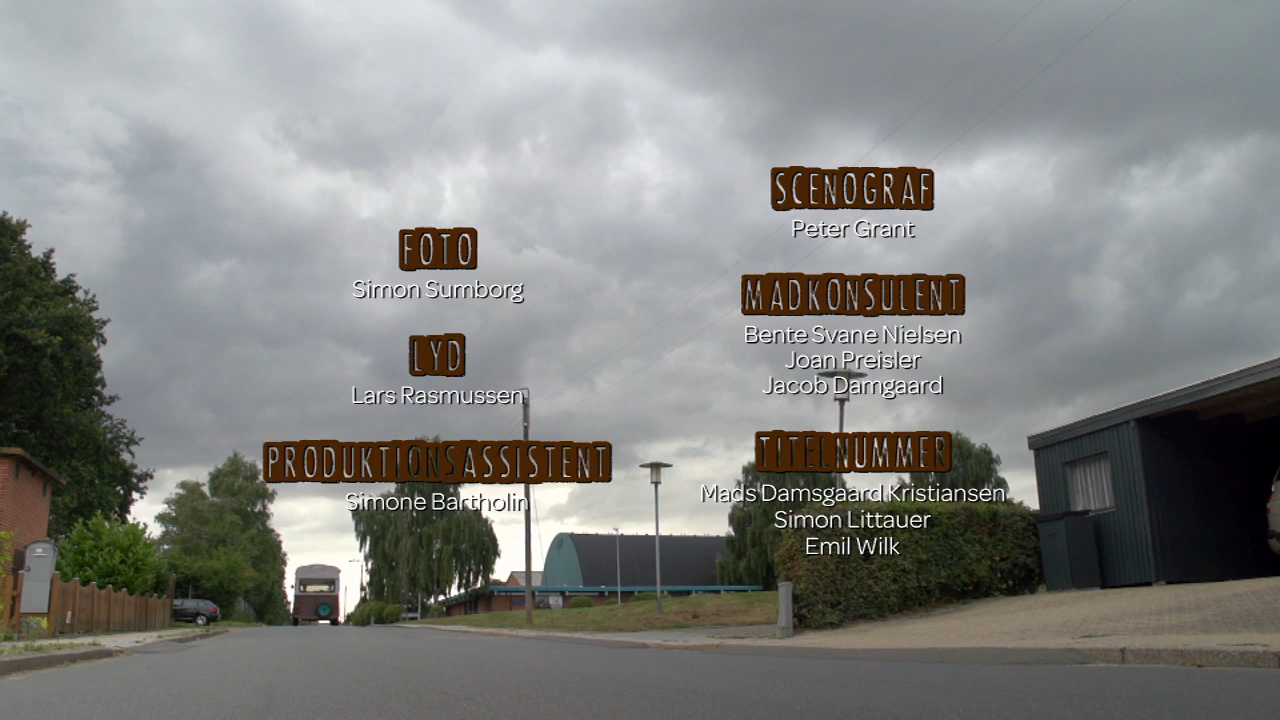 FOTO
Simon Sumborg
LYD
Lars Rasmussen
PRODUKTIONSASSISTENT
Simone Bartholin
SCENOGRAF
Peter Grant
MADKONSULENT
Bente Svane Nielsen
Joan Preisler
Jacob Damgaard
TITELNUMMER
Mads Damsgaard Kristiansen
Simon Littauer
Emil Wilk